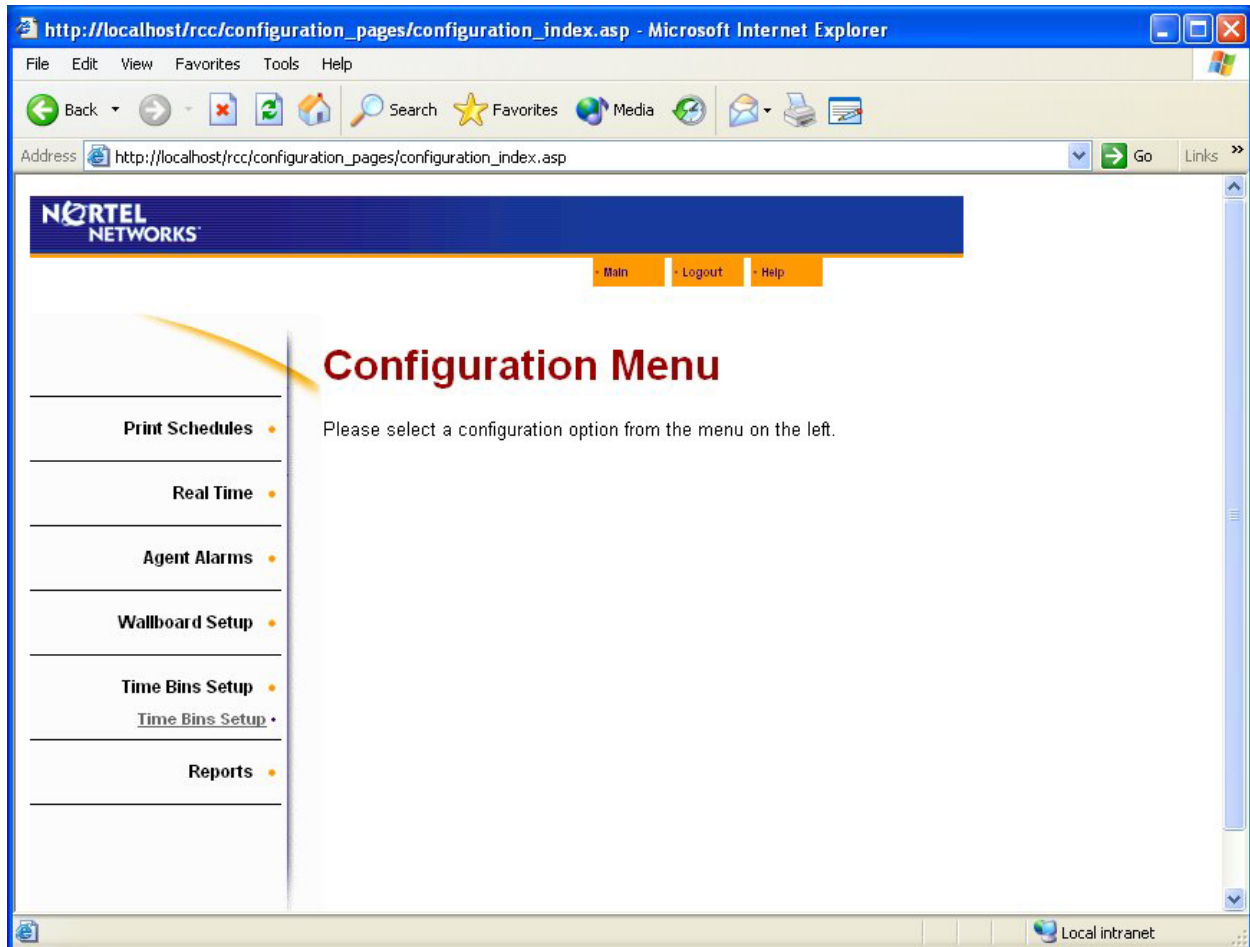 http://localhost/rcc/configuration_pages/configuration_index.asp - Microsoft Internet Explorer
File Edit View Favorites Tools Help
Back Search Favorites Media
Address http://localhost/rcc/configuration_pages/configuration_index.asp Go Links »
NORTEL
NETWORKS
Main Logout Help
Configuration Menu
Please select a configuration option from the menu on the left.
Print Schedules
Real Time
Agent Alarms
Wallboard Setup
Time Bins Setup
Time Bins Setup
Reports
Local intranet